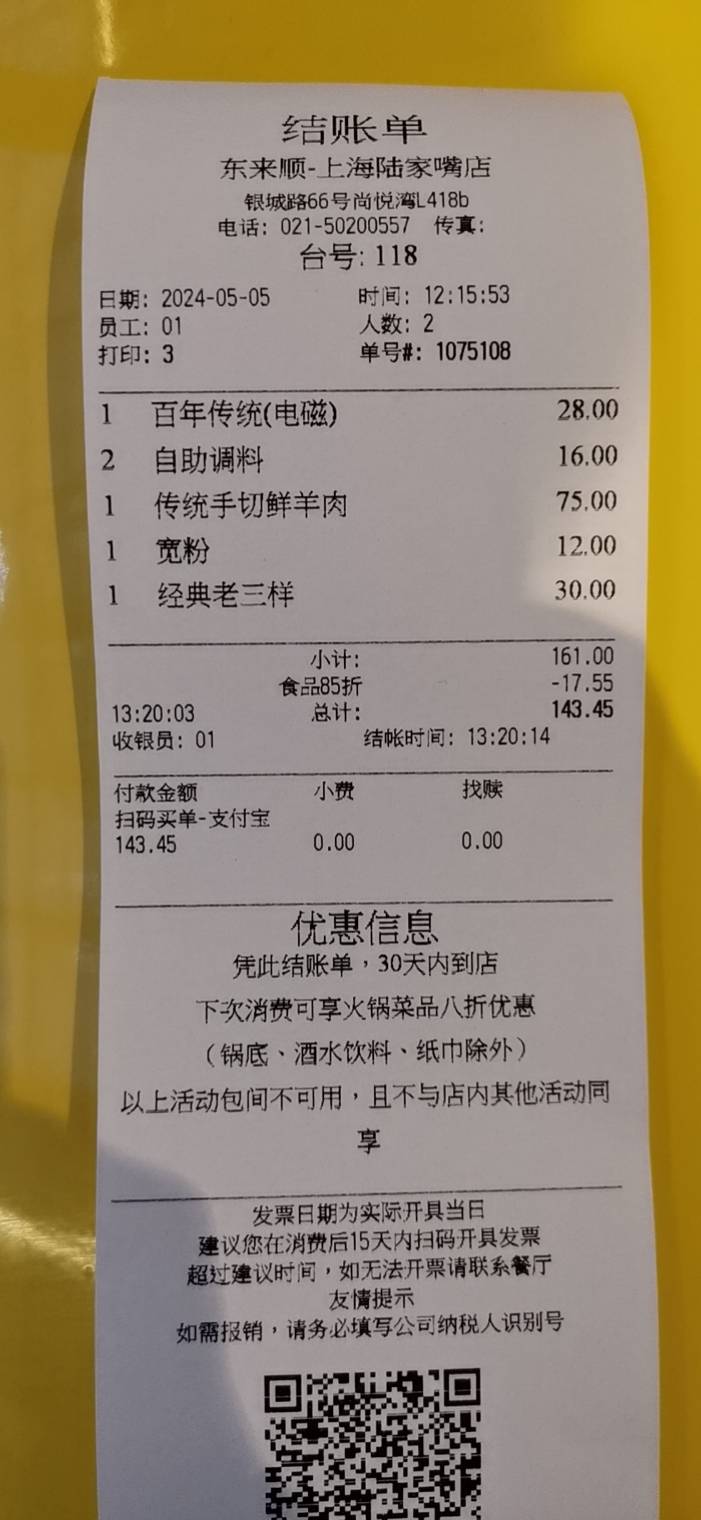 结账单
东来顺-上海陆家嘴店
银城路66号尚悦湾L418b
电话: 021-50200557 传真:
台号: 118
日期: 2024-05-05 时间: 12:15:53
员工: 01 人数: 2
打印: 3 单号#: 1075108
1 百年传统(电磁) 28.00
2 自助调料 16.00
1 传统手切鲜羊肉 75.00
1 宽粉 12.00
1 经典老三样 30.00
小计: 161.00
食品85折 -17.55
13:20:03 总计: 143.45
收银员: 01 结帐时间: 13:20:14
付款金额 小费 找赎
扫码买单-支付宝
143.45 0.00 0.00
优惠信息
凭此结账单，30天内到店
下次消费可享火锅菜品八折优惠
（锅底、酒水饮料、纸巾除外）
以上活动包间不可用，且不与店内其他活动同
享
发票日期为实际开具当日
建议您在消费后15天内扫码开具发票
超过建议时间，如无法开票请联系餐厅
友情提示
如需报销，请务必填写公司纳税人识别号